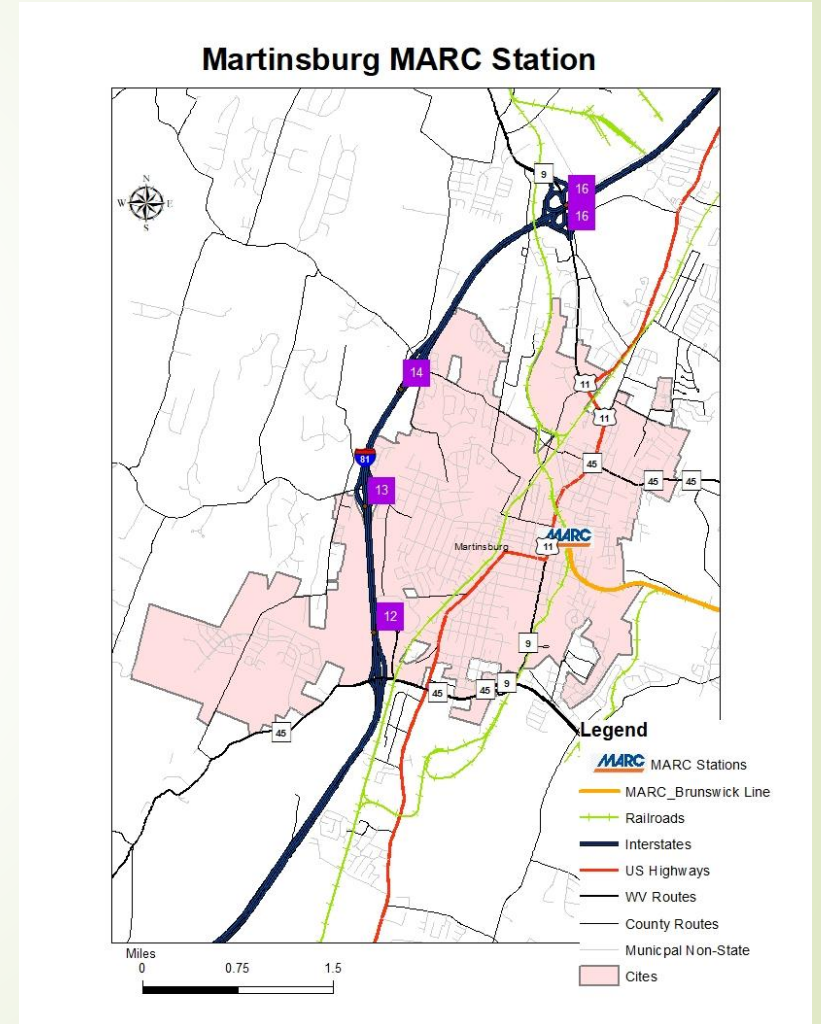 Martinsburg MARC Station
N
W E
S
9
16
16
14
11
11
81
45
45
45
13
MARC
11
Martinsburg
12
9
9
45
45
45
Legend
MARC MARC Stations
MARC_Brunswick Line
Railroads
Interstates
US Highways
WV Routes
County Routes
Municpal Non-State
Cites
Miles
0 0.75 1.5